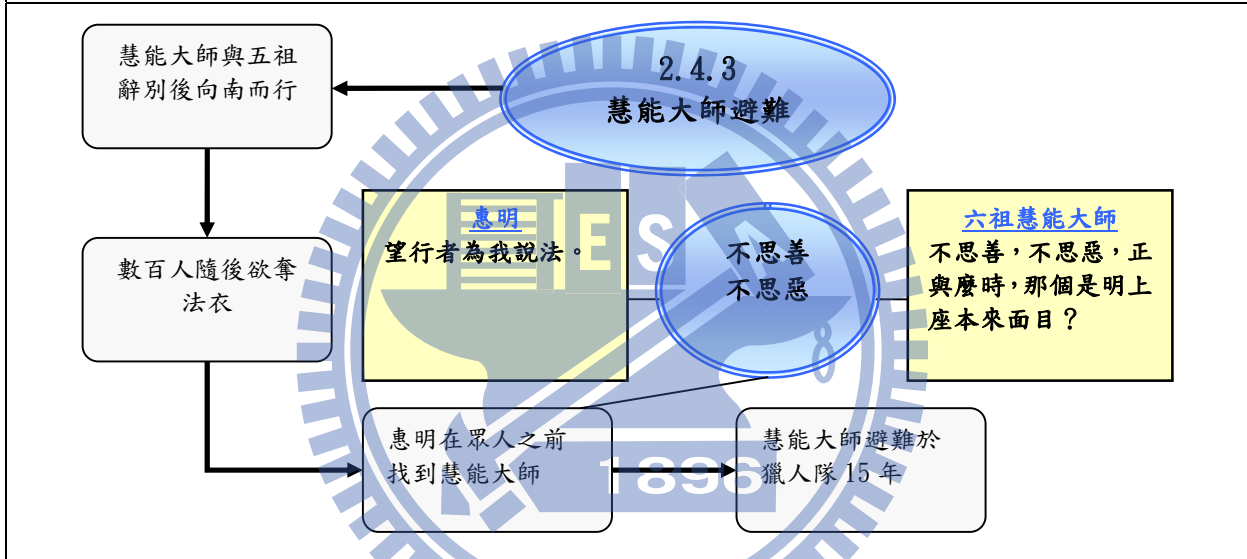 慧能大師與五祖
辭別後向南而行
2.4.3
慧能大師避難
數百人隨後欲奪
法衣
惠明
望行者為我說法。
不思善
不思惡
六祖慧能大師
不思善，不思惡，正
與麼時，那個是明上
座本來面目？
惠明在眾人之前
找到慧能大師
慧能大師避難於
獵人隊 15 年
E S
8
1896